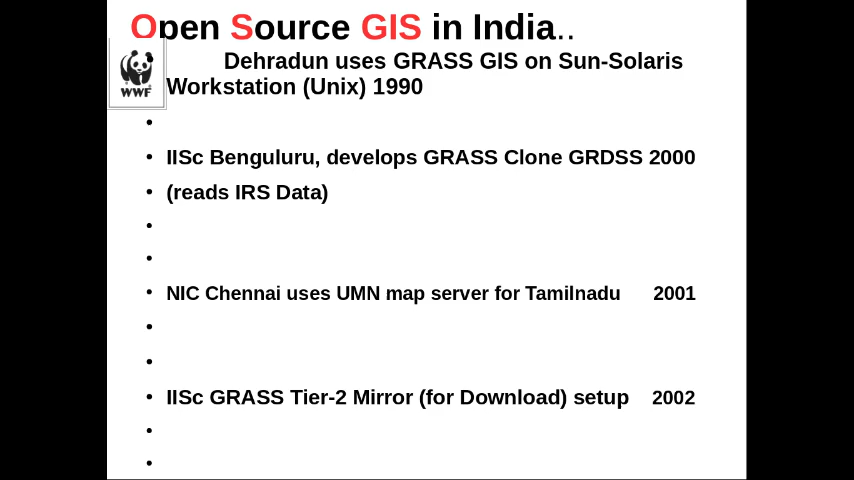 Open Source GIS in India..
Dehradun uses GRASS GIS on Sun-Solaris
WWF
Workstation (Unix) 1990
IISc Benguluru, develops GRASS Clone GRDSS 2000
(reads IRS Data)
NIC Chennai uses UMN map server for Tamilnadu 2001
IISc GRASS Tier-2 Mirror (for Download) setup 2002